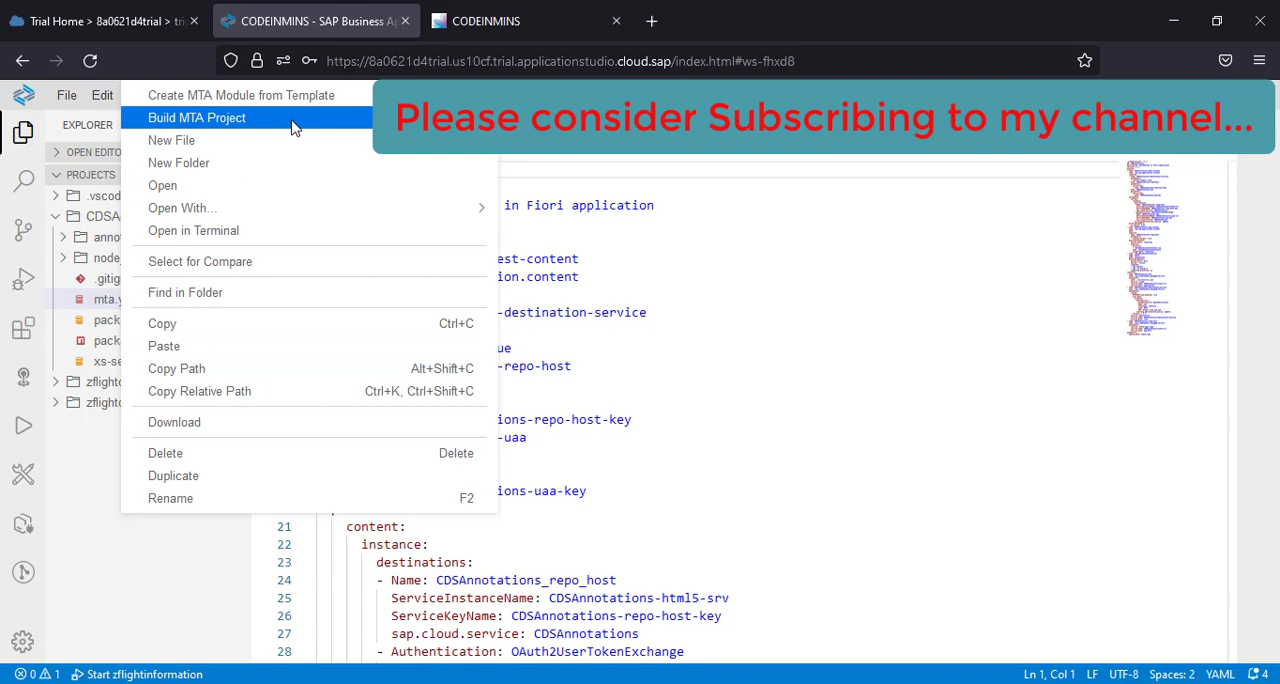 Trial Home > 8a0621d4trial > tri
CODEINMINS - SAP Business Ap
CODEINMINS
https://8a0621d4trial.us10cf.trial.applicationstudio.cloud.sap/index.html#ws-fhxd8
File Edit
Please consider Subscribing to my channel...
EXPLORER
OPEN EDITO
PROJECTS
.vscod
CDSA
anno
node_
.gitig
mta.y
pack
pack
xs-se
zflight
zflight
Create MTA Module from Template
Build MTA Project
New File
New Folder
Open
Open With...
Open in Terminal
Select for Compare
Find in Folder
Copy Ctrl+C
Paste
Copy Path Alt+Shift+C
Copy Relative Path Ctrl+K, Ctrl+Shift+C
Download
Delete Delete
Duplicate
Rename F2
in Fiori application
est-content
ion.content
-destination-service
ue
-repo-host
ons-repo-host-key
-uaa
ons-uaa-key
21 content:
22 instance:
23 destinations:
24 - Name: CDSAnnotations_repo_host
25 ServiceInstanceName: CDSAnnotations-html5-srv
26 ServiceKeyName: CDSAnnotations-repo-host-key
27 sap.cloud.service: CDSAnnotations
28 - Authentication: OAuth2UserTokenExchange
0 1 Start zflightinformation
Ln 1, Col 1 LF UTF-8 Spaces: 2 YAML 4